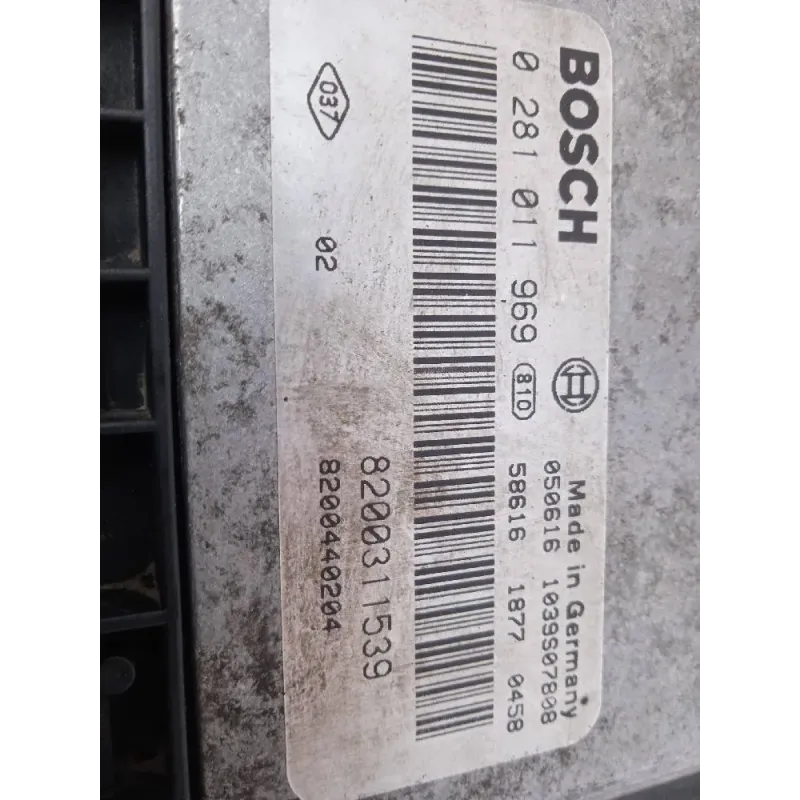 BOSCH
0 281 011 969 810
Made in Germany
050616 1039S07808
58616 1877 0458
8200311539
037 02 8200440204